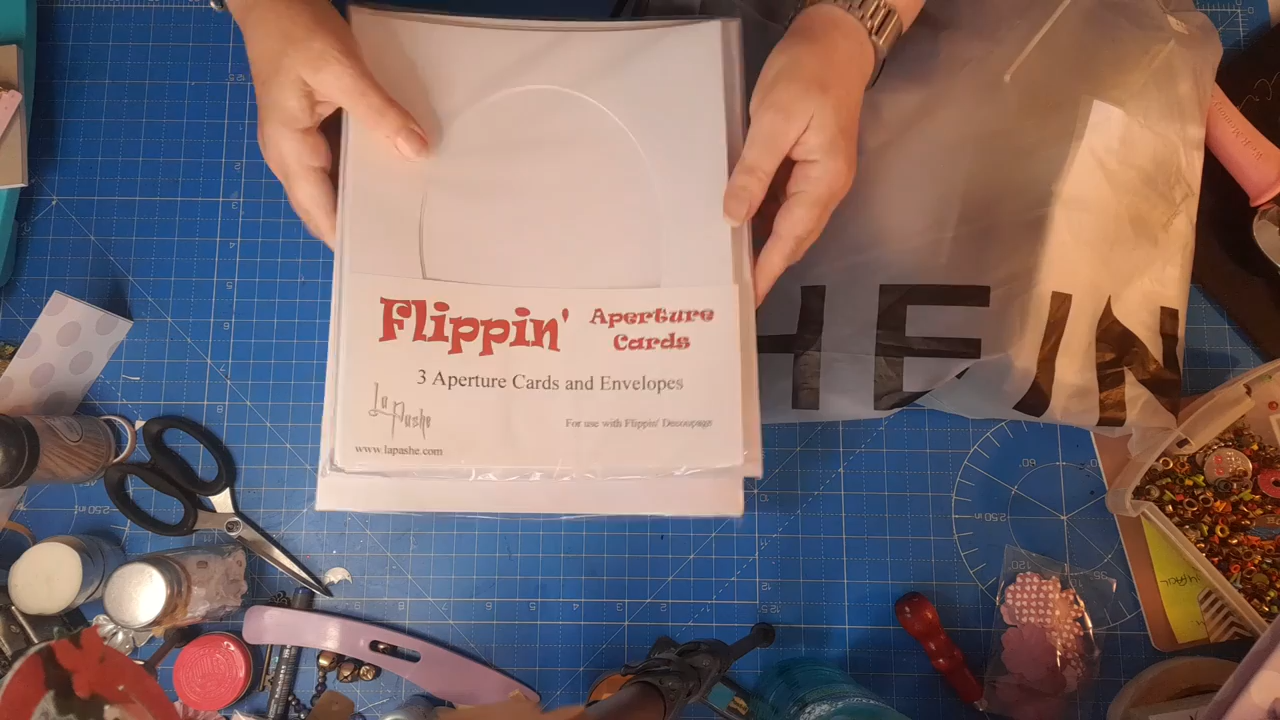 Flippin' Aperture
Cards
3 Aperture Cards and Envelopes
La Pashe
For use with Flippin' Decoupage
www.lapashe.com
HEIN